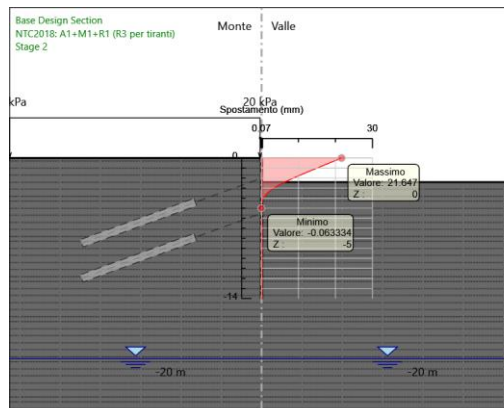 Base Design Section
NTC2018: A1+M1+R1 (R3 per tiranti)
Stage 2
Monte Valle
kPa
20 kPa
Spostamento (mm)
0.07 30
0
Massimo
Valore: 21.647
Z : 0
Minimo
Valore: -0.063334
Z : -5
-14
-20 m -20 m